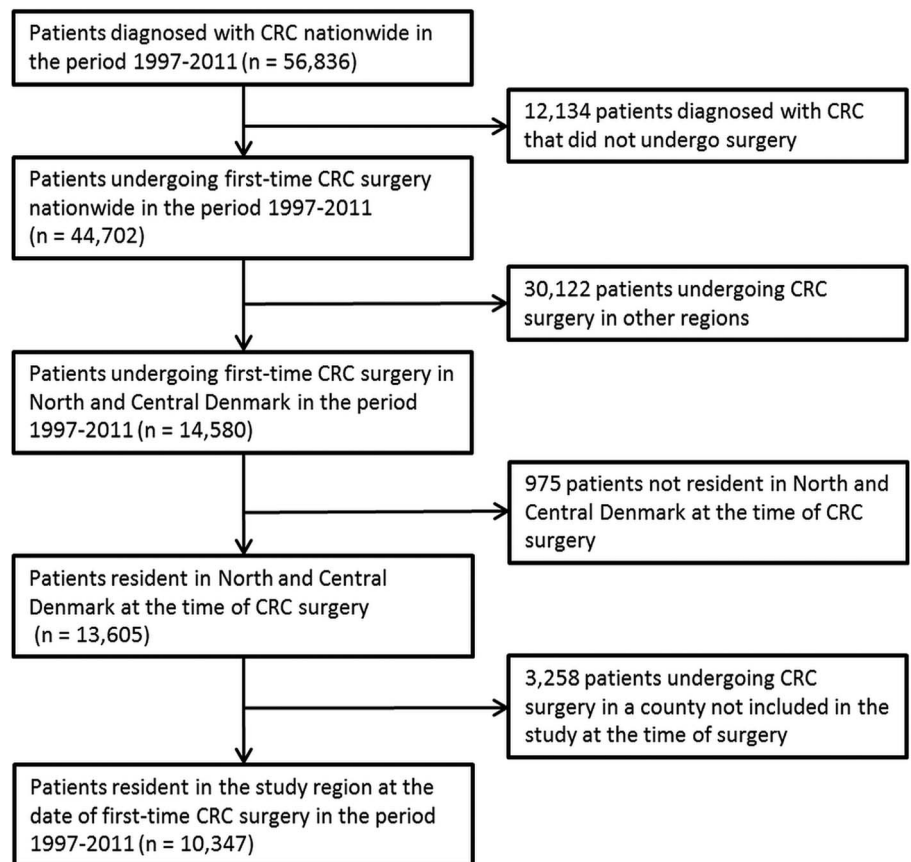 Patients diagnosed with CRC nationwide in
the period 1997-2011 (n = 56,836)
12,134 patients diagnosed with CRC
that did not undergo surgery
Patients undergoing first-time CRC surgery
nationwide in the period 1997-2011
(n = 44,702)
30,122 patients undergoing CRC
surgery in other regions
Patients undergoing first-time CRC surgery in
North and Central Denmark in the period
1997-2011 (n = 14,580)
975 patients not resident in North and
Central Denmark at the time of CRC
surgery
Patients resident in North and Central
Denmark at the time of CRC surgery
(n = 13,605)
3,258 patients undergoing CRC
surgery in a county not included in the
study at the time of surgery
Patients resident in the study region at the
date of first-time CRC surgery in the period
1997-2011 (n = 10,347)